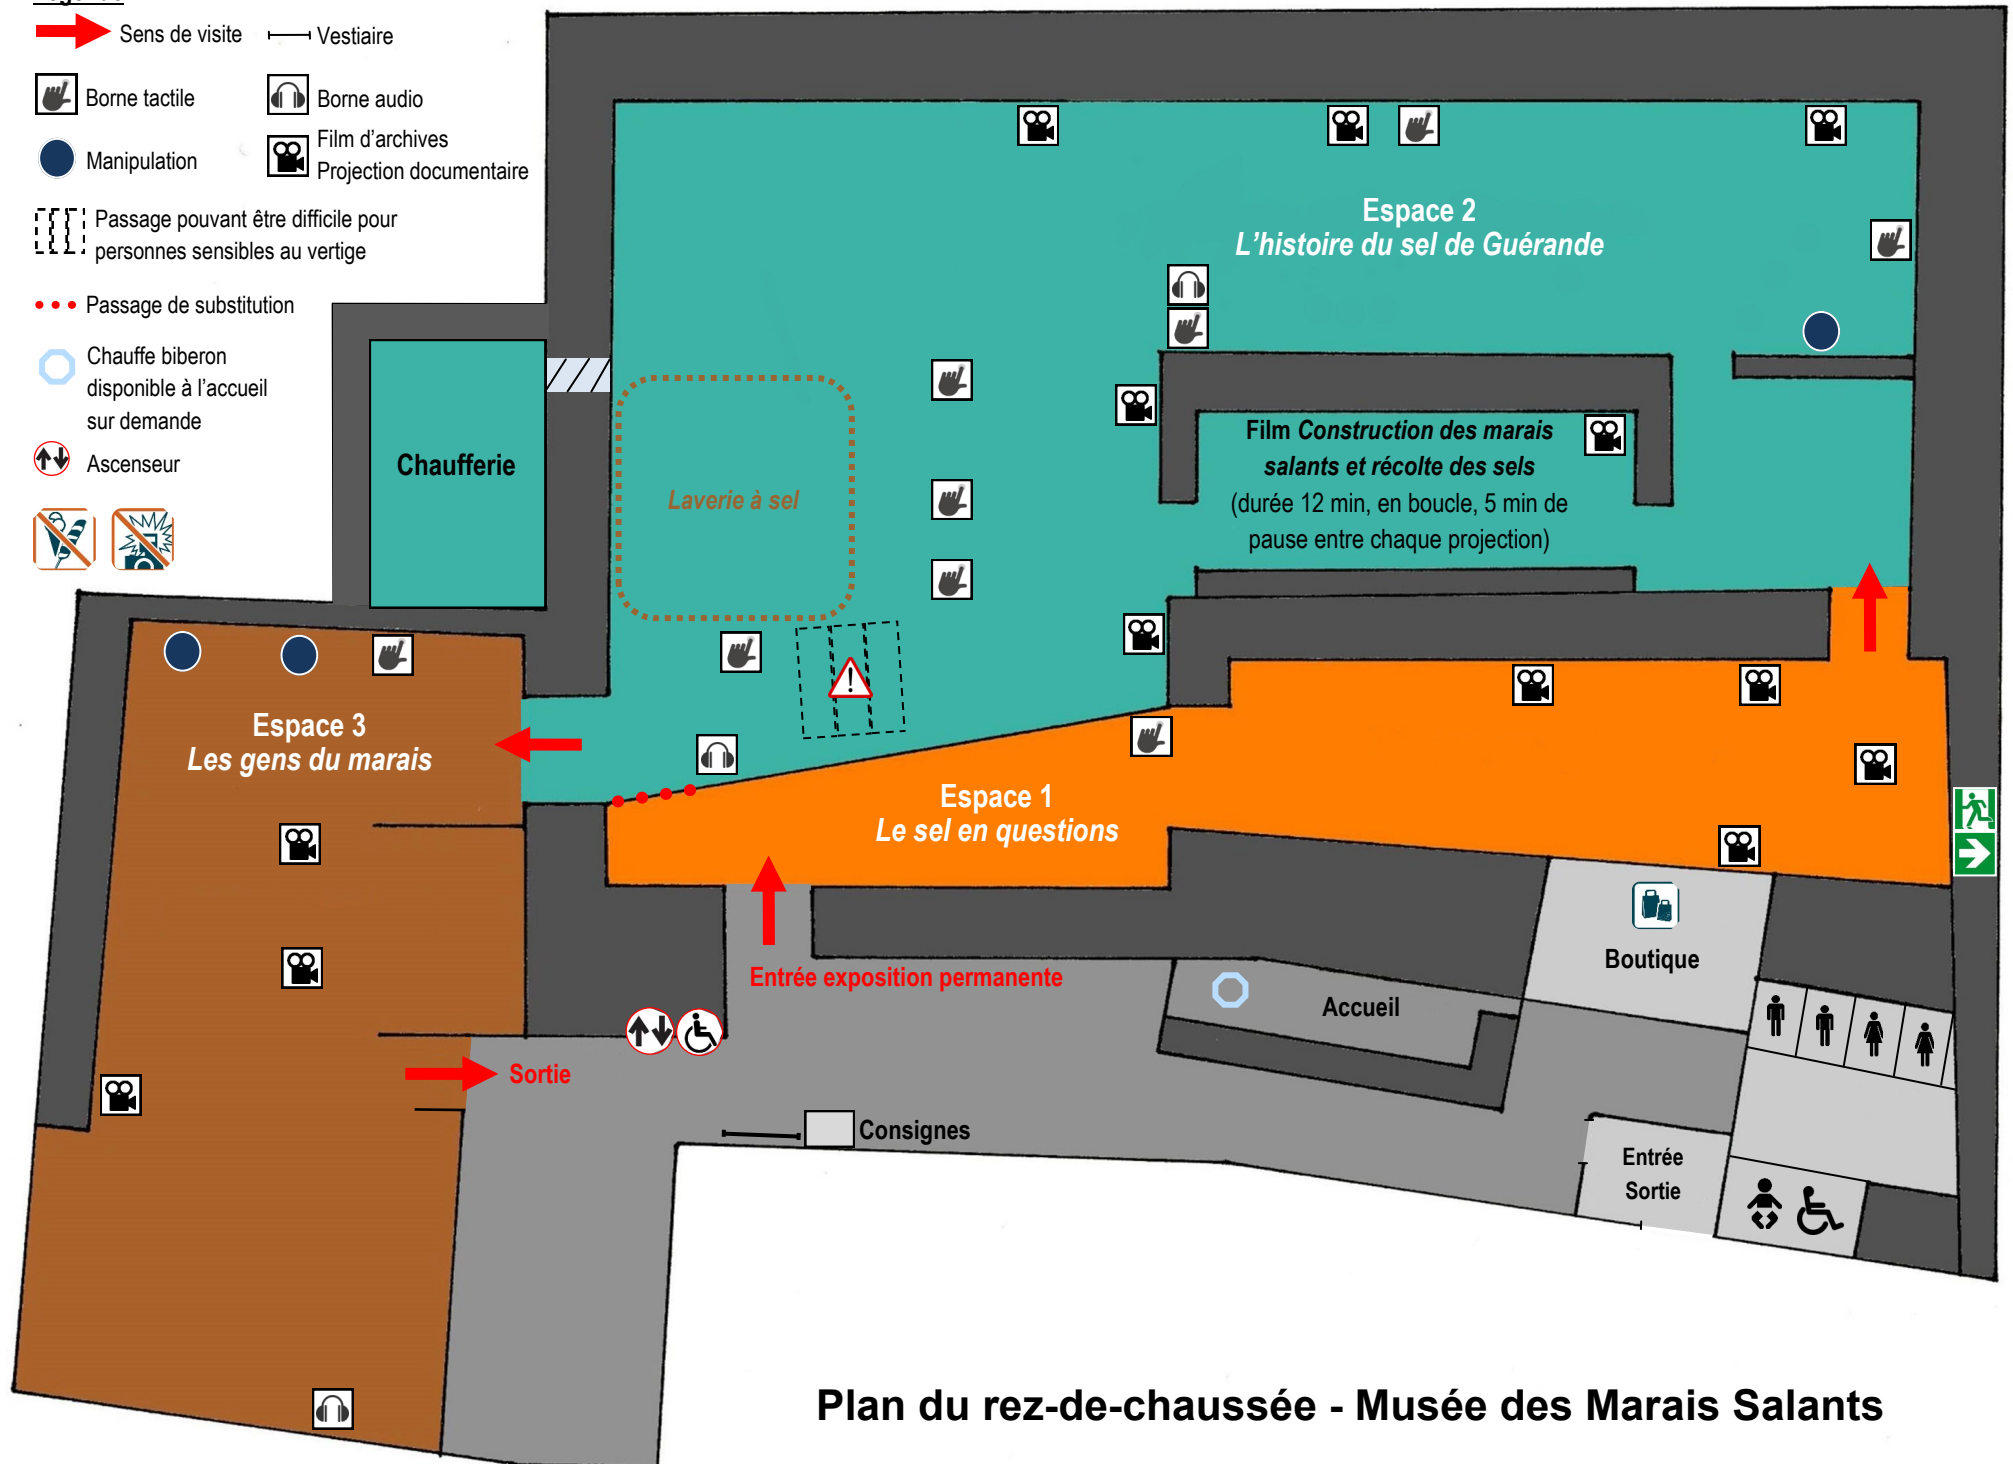 Sens de visite
Vestiaire
Borne tactile
Borne audio
Manipulation
Film d'archives
Projection documentaire
Passage pouvant être difficile pour
personnes sensibles au vertige
Passage de substitution
Chauffe biberon
disponible à l'accueil
sur demande
Ascenseur
Espace 2
L'histoire du sel de Guérande
Chaufferie
Laverie à sel
Film Construction des marais
salants et récolte des sels
(durée 12 min, en boucle, 5 min de
pause entre chaque projection)
Espace 3
Les gens du marais
Espace 1
Le sel en questions
Entrée exposition permanente
Boutique
Accueil
Sortie
Consignes
Entrée
Sortie
Plan du rez-de-chaussée - Musée des Marais Salants